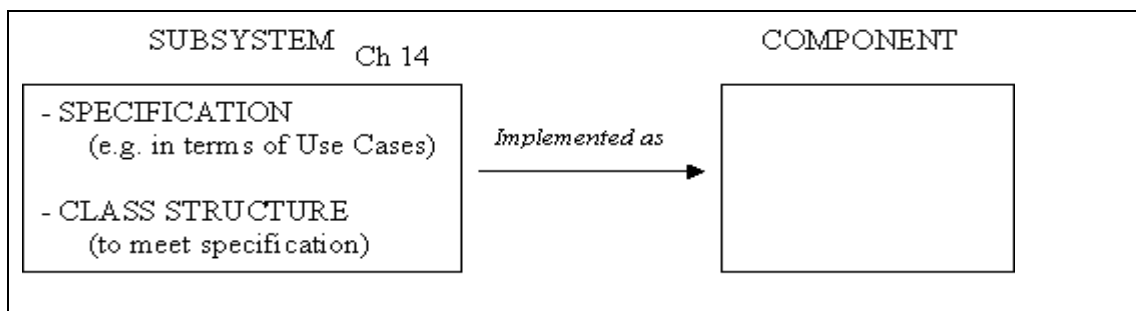 SUBSYSTEM Ch 14
COMPONENT
- SPECIFICATION
(e.g. in terms of Use Cases)
- CLASS STRUCTURE
(to meet specification)
Implemented as